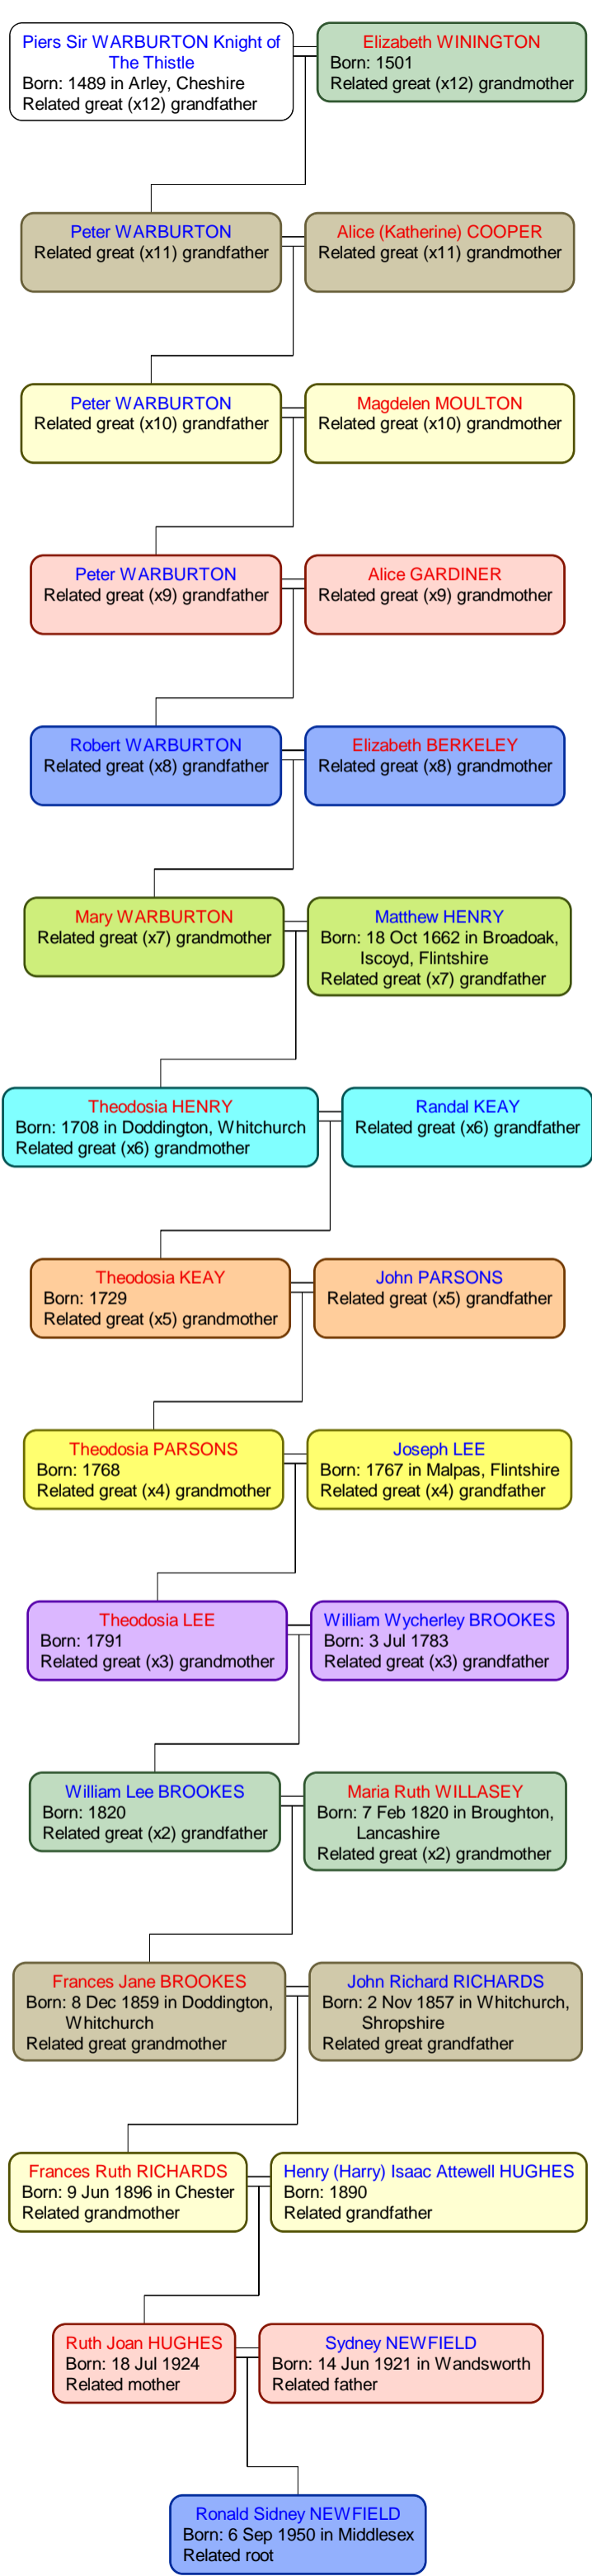 Piers Sir WARBURTON Knight of
The Thistle
Born: 1489 in Arley, Cheshire
Related great (x12) grandfather
Elizabeth WININGTON
Born: 1501
Related great (x12) grandmother
Peter WARBURTON
Related great (x11) grandfather
Alice (Katherine) COOPER
Related great (x11) grandmother
Peter WARBURTON
Related great (x10) grandfather
Magdelen MOULTON
Related great (x10) grandmother
Peter WARBURTON
Related great (x9) grandfather
Alice GARDINER
Related great (x9) grandmother
Robert WARBURTON
Related great (x8) grandfather
Elizabeth BERKELEY
Related great (x8) grandmother
Mary WARBURTON
Related great (x7) grandmother
Matthew HENRY
Born: 18 Oct 1662 in Broadoak,
Iscoyd, Flintshire
Related great (x7) grandfather
Theodosia HENRY
Born: 1708 in Doddington, Whitchurch
Related great (x6) grandmother
Randal KEAY
Related great (x6) grandfather
Theodosia KEAY
Born: 1729
Related great (x5) grandmother
John PARSONS
Related great (x5) grandfather
Theodosia PARSONS
Born: 1768
Related great (x4) grandmother
Joseph LEE
Born: 1767 in Malpas, Flintshire
Related great (x4) grandfather
Theodosia LEE
Born: 1791
Related great (x3) grandmother
William Wycherley BROOKES
Born: 3 Jul 1783
Related great (x3) grandfather
William Lee BROOKES
Born: 1820
Related great (x2) grandfather
Maria Ruth WILLASEY
Born: 7 Feb 1820 in Broughton,
Lancashire
Related great (x2) grandmother
Frances Jane BROOKES
Born: 8 Dec 1859 in Doddington,
Whitchurch
Related great grandmother
John Richard RICHARDS
Born: 2 Nov 1857 in Whitchurch,
Shropshire
Related great grandfather
Frances Ruth RICHARDS
Born: 9 Jun 1896 in Chester
Related grandmother
Henry (Harry) Isaac Attewell HUGHES
Born: 1890
Related grandfather
Ruth Joan HUGHES
Born: 18 Jul 1924
Related mother
Sydney NEWFIELD
Born: 14 Jun 1921 in Wandsworth
Related father
Ronald Sidney NEWFIELD
Born: 6 Sep 1950 in Middlesex
Related root